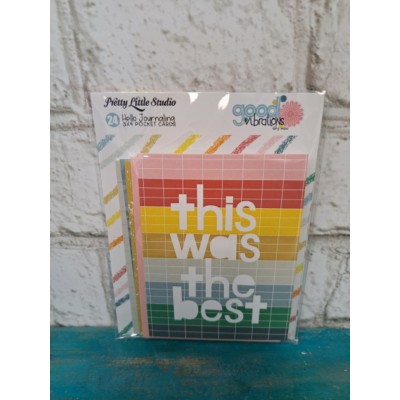 Pretty Little Studio
24 Hello Journaling
3X4 POCKET CARDS
good
vibrations
this
was
the
best